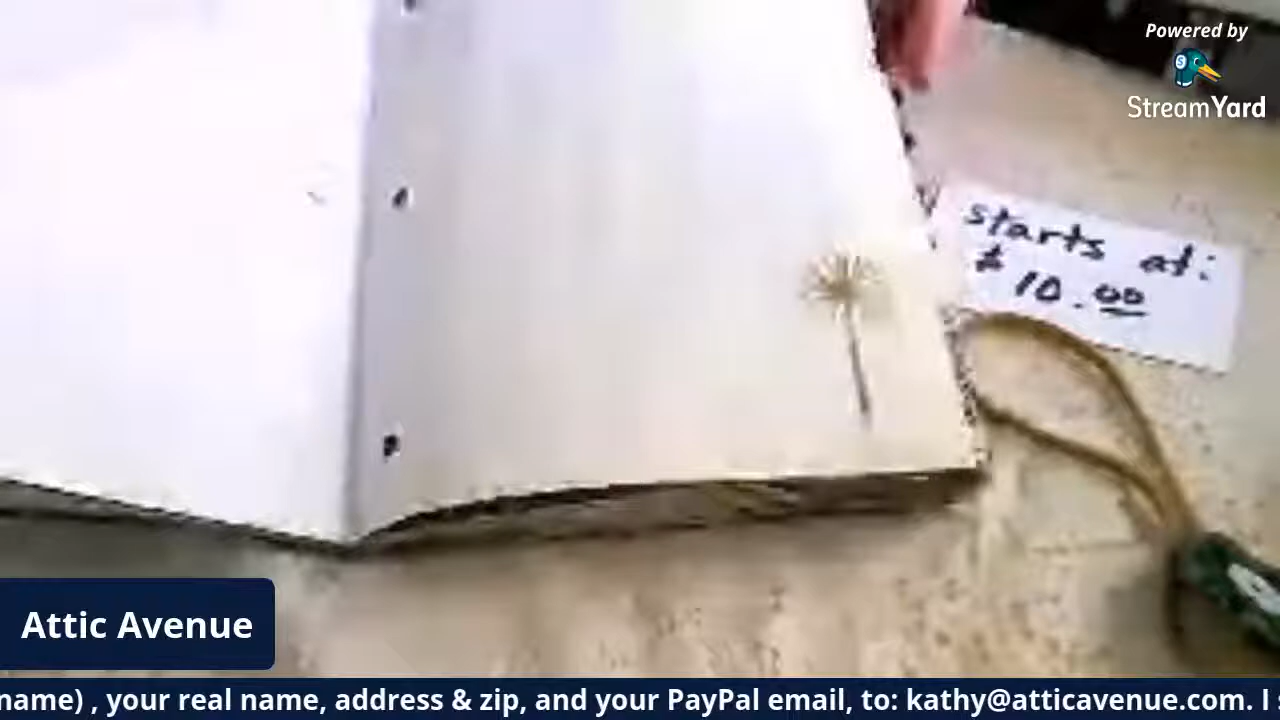 Powered by
StreamYard
starts at:
$10.00
Attic Avenue
name) , your real name, address & zip, and your PayPal email, to: kathy@atticavenue.com. I